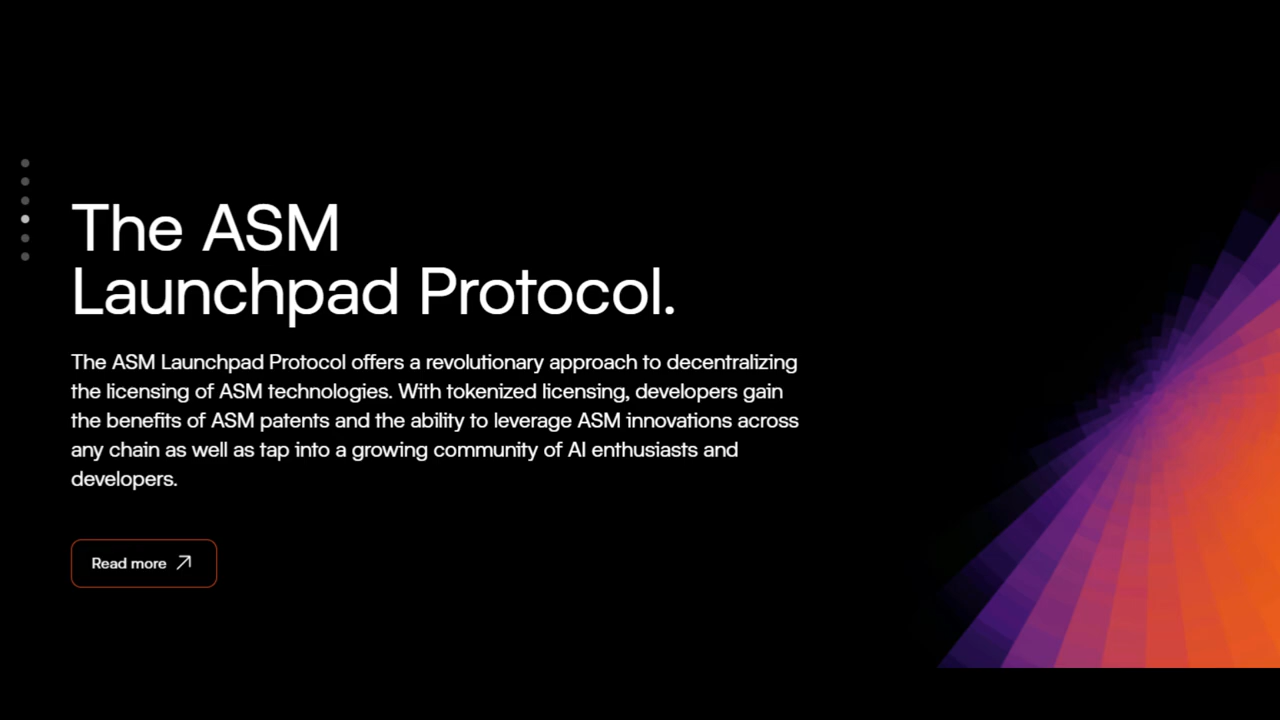 The ASM
Launchpad Protocol.
The ASM Launchpad Protocol offers a revolutionary approach to decentralizing
the licensing of ASM technologies. With tokenized licensing, developers gain
the benefits of ASM patents and the ability to leverage ASM innovations across
any chain as well as tap into a growing community of AI enthusiasts and
developers.
Read more